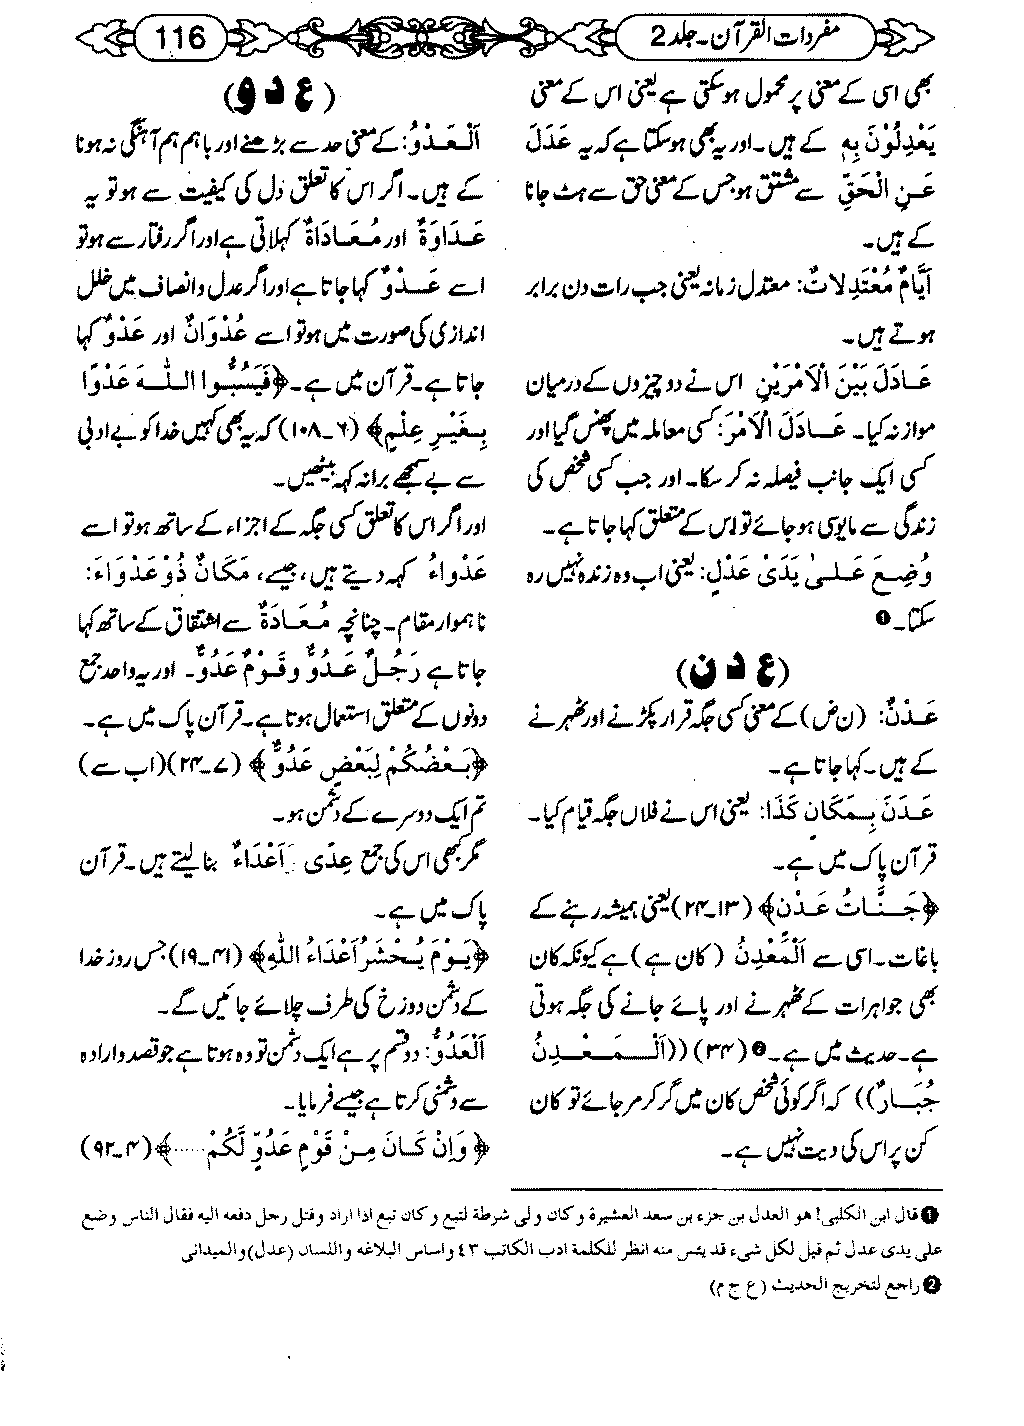 مفردات القرآن ـ جلد 2
116
بھی اسی کے معنی پر محمول ہوسکتی ہے یعنی اس کے معنی
يَعْدِلُوْنَ بِهٖ کے ہیں۔ اور یہ بھی ہوسکتا ہے کہ یہ عَدَلَ
عَنِ الْحَقِّ سے مشتق ہو جس کے معنی حق سے ہٹ جانا
کے ہیں۔
اَيَّامٌ مُعْتَدِلَاتٌ: معتدل زمانہ یعنی جب رات دن برابر
ہوتے ہیں۔
عَادَلَ بَيْنَ الْاَمْرَيْنِ اس نے دو چیزوں کے درمیان
موازنہ کیا۔ عَادَلَ الْاَمْرَ: کسی معاملہ میں پھنس گیا اور
کسی ایک جانب فیصلہ نہ کرسکا۔ اور جب کسی شخص کی
زندگی سے مایوسی ہوجائے تو اس کے متعلق کہا جاتا ہے۔
وُضِعَ عَلٰى يَدَىْ عَدْلٍ: یعنی اب وہ زندہ نہیں رہ
سکتا۔❶
(ع د ن)
عَدْنٌ: (ن ض) کے معنی کسی جگہ قرار پکڑنے اور ٹھہرنے
کے ہیں۔ کہا جاتا ہے۔
عَدَنَ بِمَكَانِ كَذَا: یعنی اس نے فلاں جگہ قیام کیا۔
قرآن پاک میں ہے۔
﴿جَنَّاتُ عَدْنٍ﴾ (۱۳۔۲۳) یعنی ہمیشہ رہنے کے
باغات۔ اسی سے اَلْمَعْدِنُ (کان ہے) ہے کیونکہ کان
بھی جواہرات کے ٹھہرنے اور پائے جانے کی جگہ ہوتی
ہے۔ حدیث میں ہے۔❷ (۳۴) ((اَلْمَعْدِنُ
جُبَارٌ)) کہ اگر کوئی شخص کان میں گر کر مرجائے تو کان
کن پر اس کی دیت نہیں ہے۔
(ع د و)
اَلْعَدْوُ: کے معنی حد سے بڑھنے اور باہم ہم آہنگی نہ ہونا
کے ہیں۔ اگر اس کا تعلق دل کی کیفیت سے ہو تو یہ
عَدَاوَةٌ اور مُعَادَاةٌ کہلاتی ہے اور اگر رفتار سے ہو تو
اسے عَدْوٌ کہا جاتا ہے اور اگر عدل و انصاف میں خلل
اندازی کی صورت میں ہو تو اسے عُدْوَانٌ اور عَدْوٌ کہا
جاتا ہے۔ قرآن میں ہے۔ ﴿فَيَسُبُّوا اللّٰهَ عَدْوًا
بِغَيْرِ عِلْمٍ﴾ (۶۔۱۰۸) کہ یہ بھی کہیں خدا کو بے ادبی
سے بے سمجھے برا نہ کہہ بیٹھیں۔
اور اگر اس کا تعلق کسی جگہ کے اجزاء کے ساتھ ہو تو اسے
عَدْوَاءُ کہہ دیتے ہیں، جیسے، مَكَانٌ ذُوْعَدْوَاءَ:
ناہموار مقام۔ چنانچہ مُعَادَةٌ سے اشتقاق کے ساتھ کہا
جاتا ہے رَجُلٌ عَدُوٌّ وَقَوْمٌ عَدُوٌّ۔ اور یہ واحد جمع
دونوں کے متعلق استعمال ہوتا ہے۔ قرآن پاک میں ہے۔
﴿بَعْضُكُمْ لِبَعْضٍ عَدُوٌّ﴾ (۷۔۲۴) (اب سے)
تم ایک دوسرے کے دشمن ہو۔
مگر کبھی اس کی جمع عِدًى اَعْدَاءٌ بنا لیتے ہیں۔ قرآن
پاک میں ہے۔
﴿يَوْمَ يُحْشَرُ اَعْدَاءُ اللّٰهِ﴾ (۴۱۔۱۹) جس روز خدا
کے دشمن دوزخ کی طرف چلائے جائیں گے۔
اَلْعَدُوُّ: دو قسم پر ہے ایک دشمن تو وہ ہوتا ہے جو قصد و ارادہ
سے دشمنی کرتا ہے جیسے فرمایا۔
﴿وَاِنْ كَانَ مِنْ قَوْمٍ عَدُوٍّ لَّكُمْ.....﴾ (۴۔۹۲)
❶ قال ابن الكلبی! هو العدل بن جزء بن سعد العشيرة وكان ولی شرطة لتبع وكان تبع اذا اراد وقتل رجل دفعه اليه فقال الناس وضع
علی يدی عدل ثم قيل لكل شیء قد يئس منه انظر للكلمة ادب الكاتب ٤٣ واساس البلاغه واللسان (عدل) والميدانی
❷ راجع لتخريج الحديث (ع ج م)